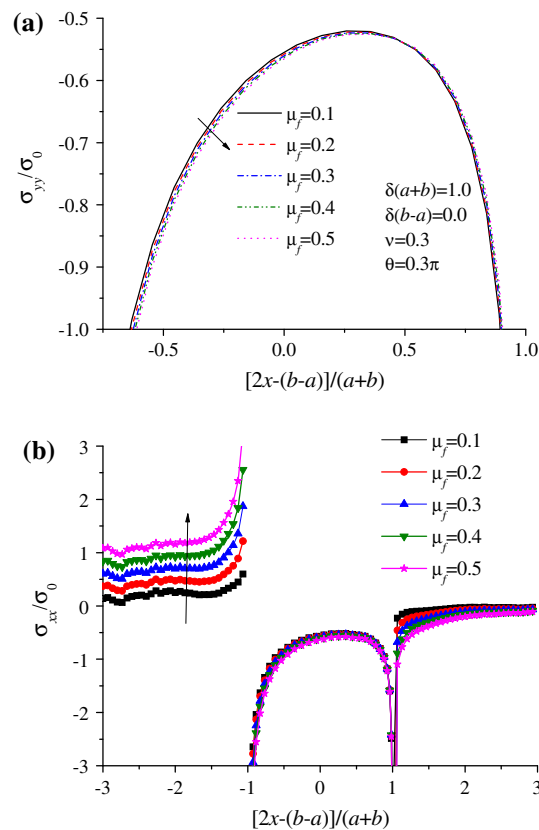 (a)
-0.5
-0.6
-0.7
-0.8
-0.9
-1.0
σyy/σ0
μf=0.1
μf=0.2
μf=0.3
μf=0.4
μf=0.5
δ(a+b)=1.0
δ(b-a)=0.0
ν=0.3
θ=0.3π
-0.5 0.0 0.5 1.0
[2x-(b-a)]/(a+b)
(b)
3
2
1
0
-1
-2
-3
σxx/σ0
μf=0.1
μf=0.2
μf=0.3
μf=0.4
μf=0.5
-3 -2 -1 0 1 2 3
[2x-(b-a)]/(a+b)